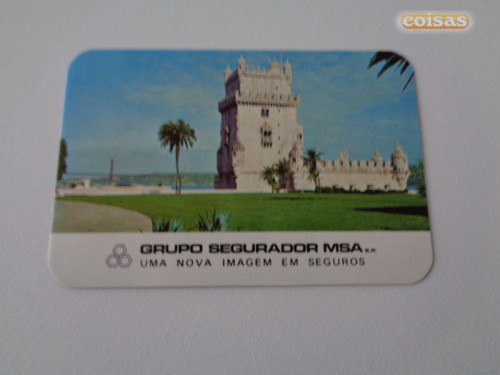 coisas
GRUPO SEGURADOR MSA E.P.
UMA NOVA IMAGEM EM SEGUROS